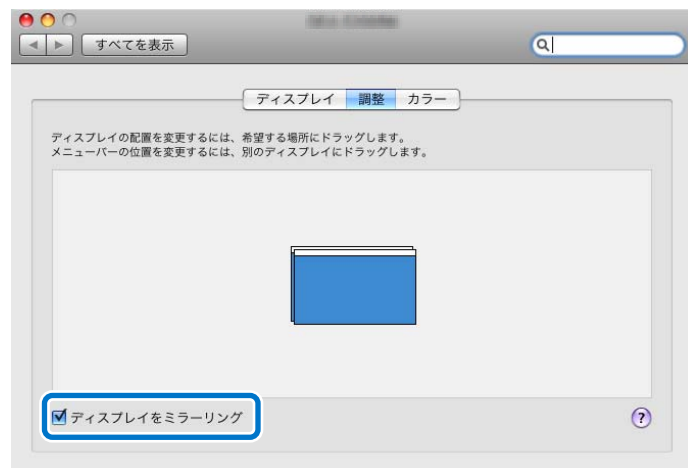 すべてを表示
ディスプレイ 調整 カラー
ディスプレイの配置を変更するには、希望する場所にドラッグします。
メニューバーの位置を変更するには、別のディスプレイにドラッグします。
ディスプレイをミラーリング
?